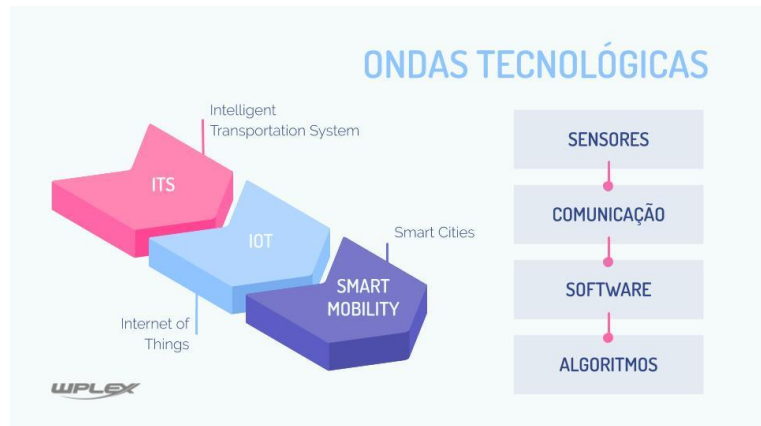 ONDAS TECNOLÓGICAS
Intelligent
Transportation System
ITS
IOT
Smart Cities
SMART
MOBILITY
Internet of
Things
WPLEX
SENSORES
COMUNICAÇÃO
SOFTWARE
ALGORITMOS